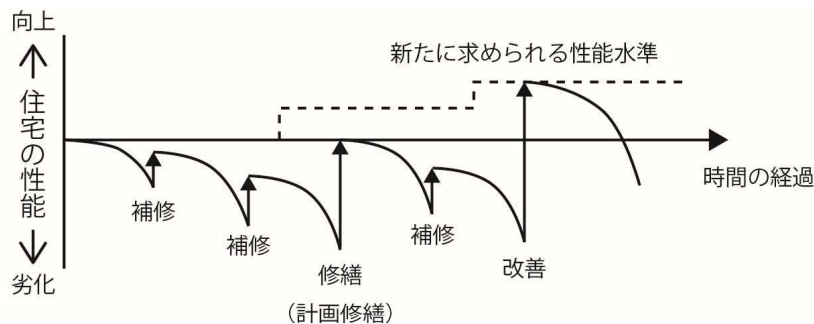 向上
新たに求められる性能水準
住宅の性能
時間の経過
補修
補修
補修
修繕
改善
劣化
（計画修繕）